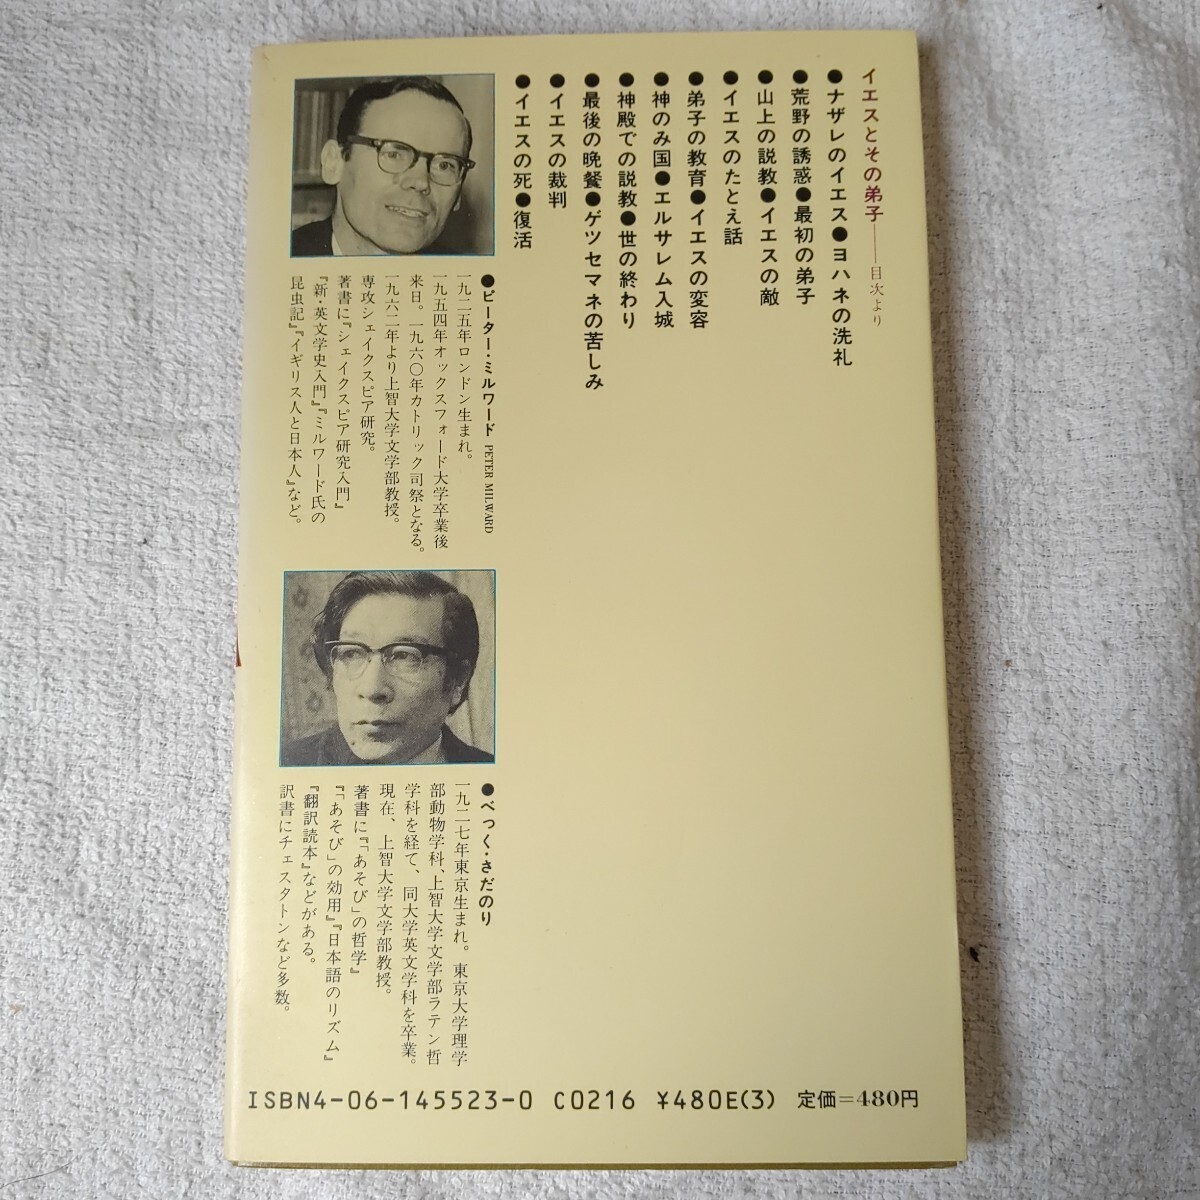 イエスとその弟子——目次より
●ナザレのイエス●ヨハネの洗礼
●荒野の誘惑●最初の弟子
●山上の説教●イエスの敵
●イエスのたとえ話
●弟子の教育●イエスの変容
●神のみ国●エルサレム入城
●神殿での説教●世の終わり
●最後の晩餐●ゲツセマネの苦しみ
●イエスの裁判
●イエスの死●復活
●ピーター・ミルワード PETER MILWARD
一九二五年ロンドン生まれ。
一九五四年オックスフォード大学卒業後
来日。一九六〇年カトリック司祭となる。
一九六二年より上智大学文学部教授。
専攻シェイクスピア研究。
著書に『シェイクスピア研究入門』
『新・英文学史入門』『ミルワード氏の
昆虫記』『イギリス人と日本人』など。
●べっく・さだのり
一九二七年東京生まれ。東京大学理学
部動物学科、上智大学文学部ラテン哲
学科を経て、同大学英文学科を卒業。
現在、上智大学文学部教授。
著書に『「あそび」の哲学』
『「あそび」の効用』『日本語のリズム』
『翻訳読本』などがある。
訳書にチェスタトンなど多数。
ISBN4-06-145523-0 C0216 ¥480E(3) 定価=480円